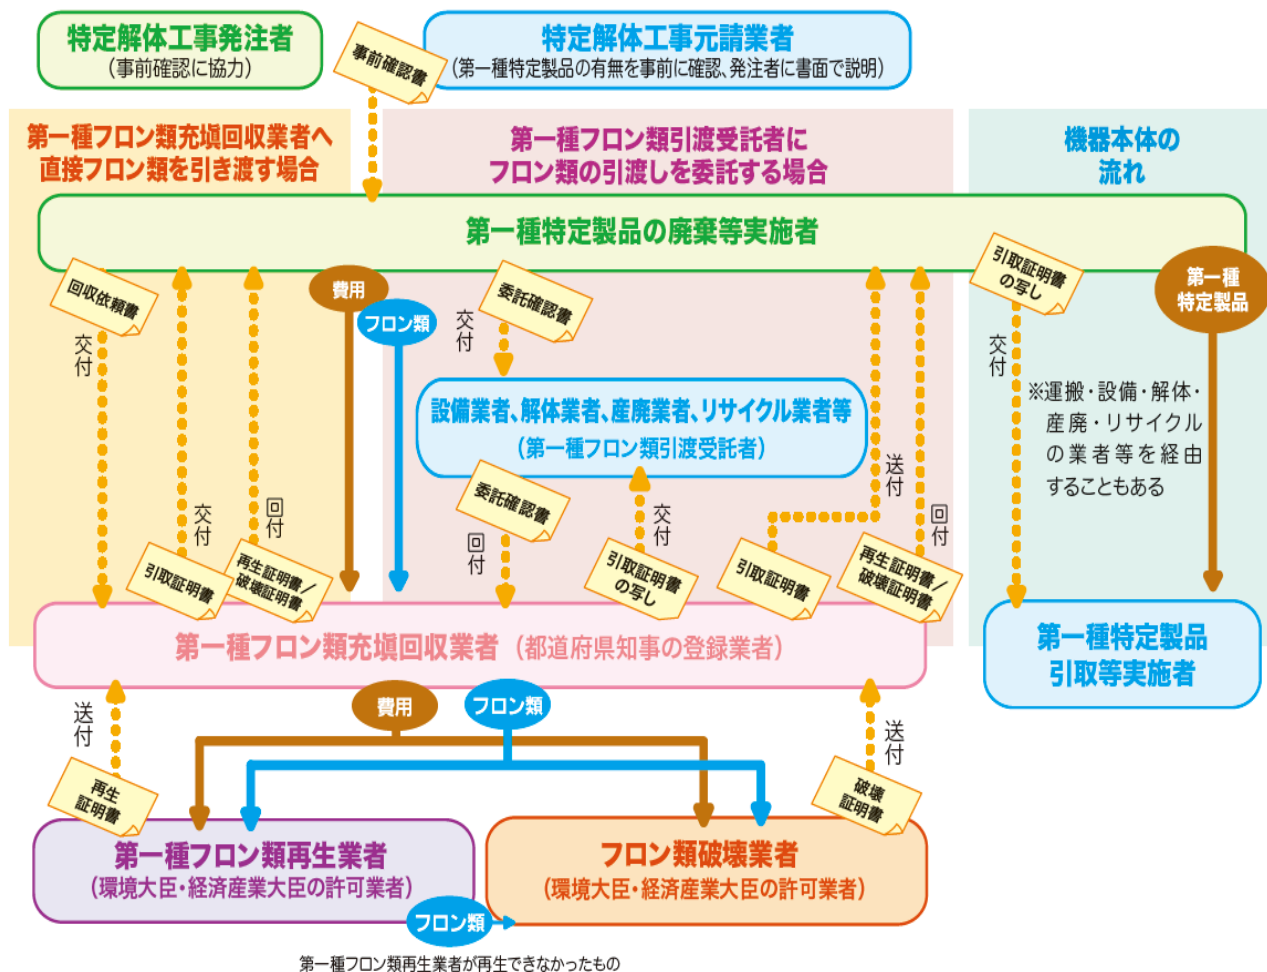 特定解体工事発注者
(事前確認に協力)
事前確認書
特定解体工事元請業者
(第一種特定製品の有無を事前に確認、発注者に書面で説明)
第一種フロン類充塡回収業者へ
直接フロン類を引き渡す場合
第一種フロン類引渡受託者に
フロン類の引渡しを委託する場合
機器本体の
流れ
第一種特定製品の廃棄等実施者
回収依頼書
交付
引取証明書
交付
再生証明書/
破壊証明書
回付
費用
フロン類
委託確認書
交付
設備業者、解体業者、産廃業者、リサイクル業者等
(第一種フロン類引渡受託者)
委託確認書
回付
引取証明書
の写し
交付
引取証明書
送付
再生証明書/
破壊証明書
回付
引取証明書
の写し
交付
第一種
特定製品
※運搬・設備・解体・
産廃・リサイクル
の業者等を経由
することもある
第一種フロン類充塡回収業者(都道府県知事の登録業者)
第一種特定製品
引取等実施者
送付
再生
証明書
費用
フロン類
送付
破壊
証明書
第一種フロン類再生業者
(環境大臣・経済産業大臣の許可業者)
フロン類破壊業者
(環境大臣・経済産業大臣の許可業者)
フロン類
第一種フロン類再生業者が再生できなかったもの